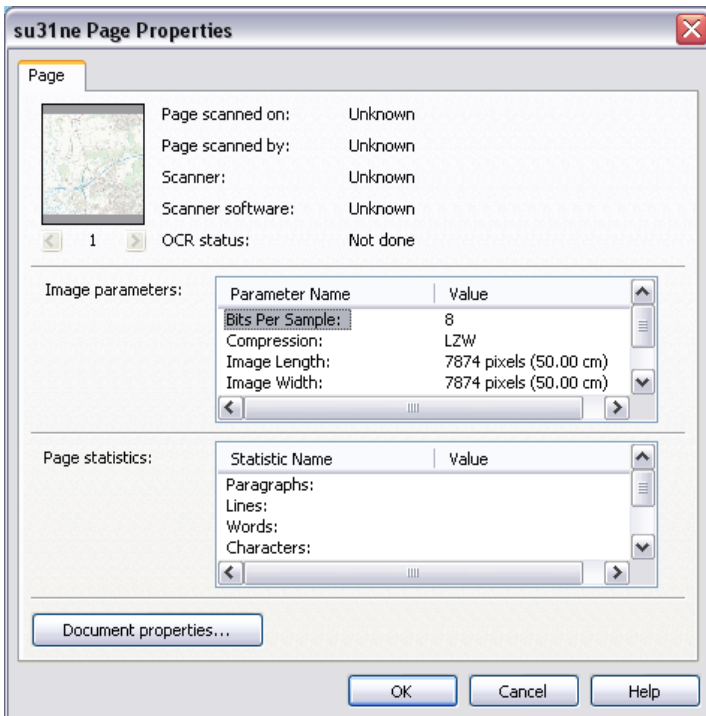 su31ne Page Properties
Page
Page scanned on: Unknown
Page scanned by: Unknown
Scanner: Unknown
Scanner software: Unknown
1 OCR status: Not done
Image parameters:
Parameter Name Value
Bits Per Sample: 8
Compression: LZW
Image Length: 7874 pixels (50.00 cm)
Image Width: 7874 pixels (50.00 cm)
Page statistics:
Statistic Name Value
Paragraphs:
Lines:
Words:
Characters:
Document properties...
OK Cancel Help